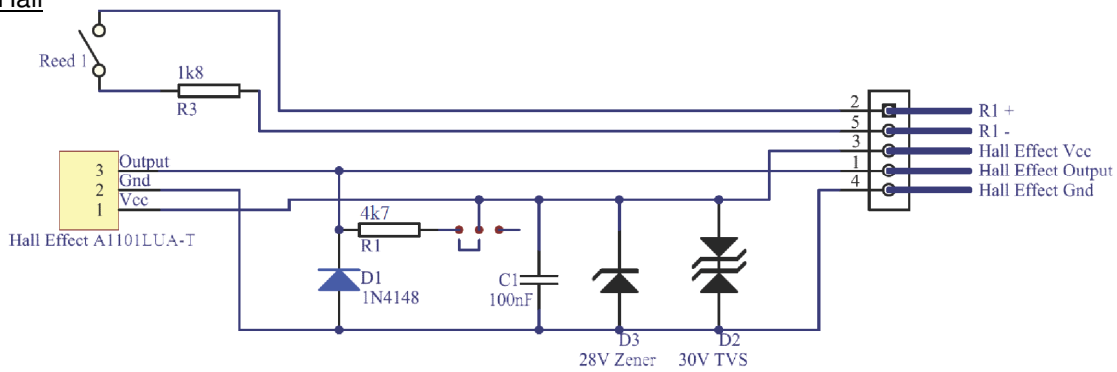 Hall
Reed 1
1k8
R3
2
R1 +
5
R1 -
3
Hall Effect Vcc
1
Hall Effect Output
4
Hall Effect Gnd
3
Output
2
Gnd
1
Vcc
Hall Effect A1101LUA-T
4k7
R1
D1
1N4148
C1
100nF
D3
28V Zener
D2
30V TVS